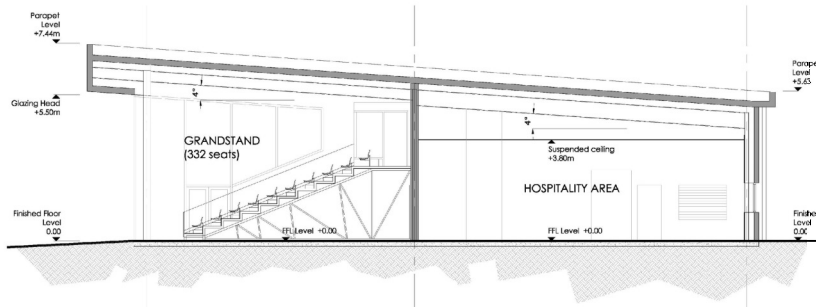 Parapet
Level
+7.44m
Glazing Head
+5.50m
Finished Floor
Level
0.00
4°
GRANDSTAND
(332 seats)
FFL Level +0.00
4°
Suspended ceiling
+3.80m
HOSPITALITY AREA
FFL Level +0.00
Parape
Level
+5.63
Finishe
Level
0.00